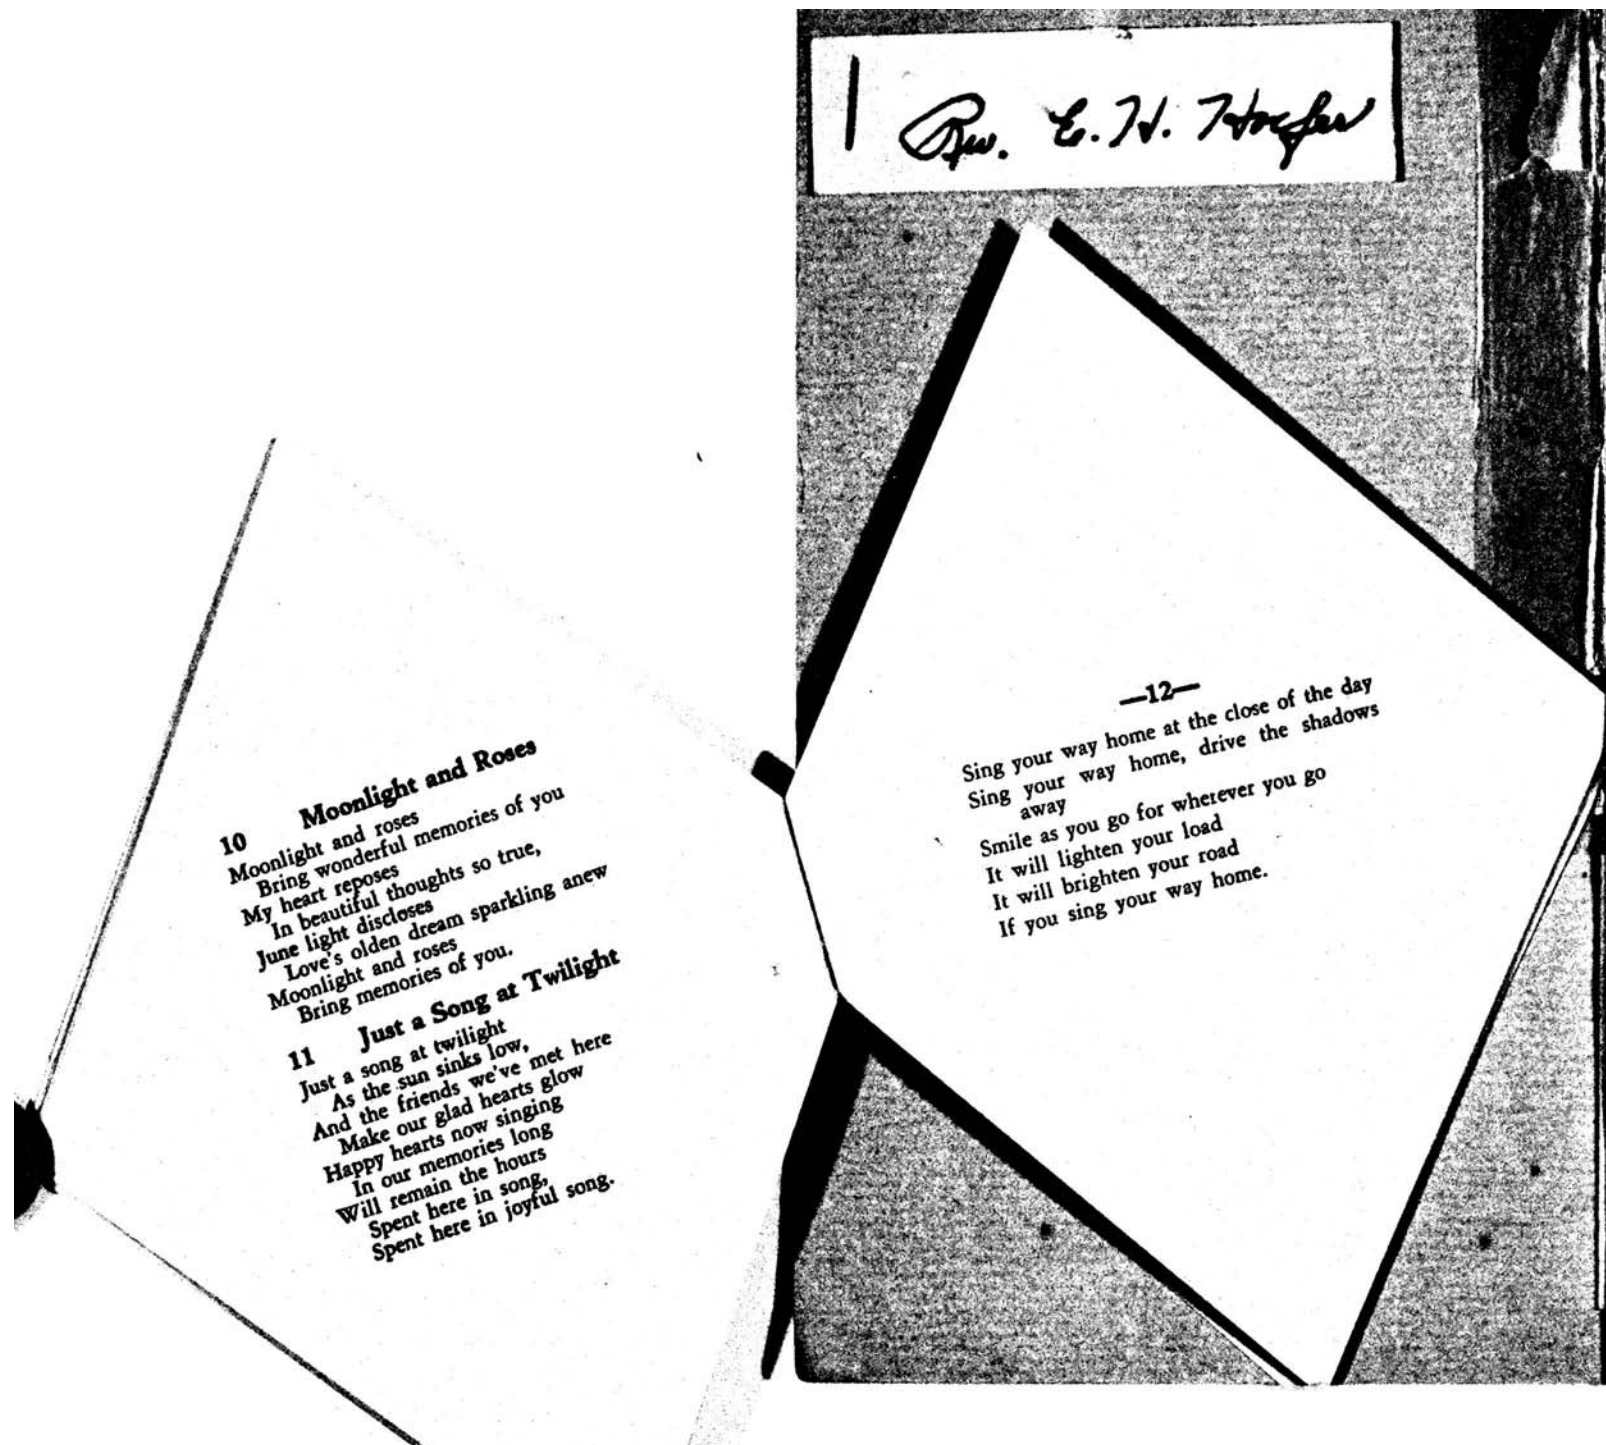 10 Moonlight and Roses
Moonlight and roses
Bring wonderful memories of you
My heart reposes
In beautiful thoughts so true,
June light discloses
Love's olden dream sparkling anew
Moonlight and roses
Bring memories of you.
11 Just a Song at Twilight
Just a song at twilight
As the sun sinks low,
And the friends we've met here
Make our glad hearts glow
Happy hearts now singing
In our memories long
Will remain the hours
Spent here in song,
Spent here in joyful song.
Rev. E. H. Hoefer
—12—
Sing your way home at the close of the day
Sing your way home, drive the shadows
away
Smile as you go for wherever you go
It will lighten your load
It will brighten your road
If you sing your way home.